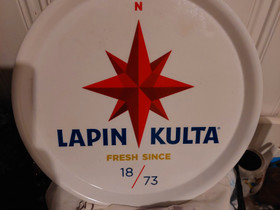 N
LAPIN KULTA®
FRESH SINCE
18/73